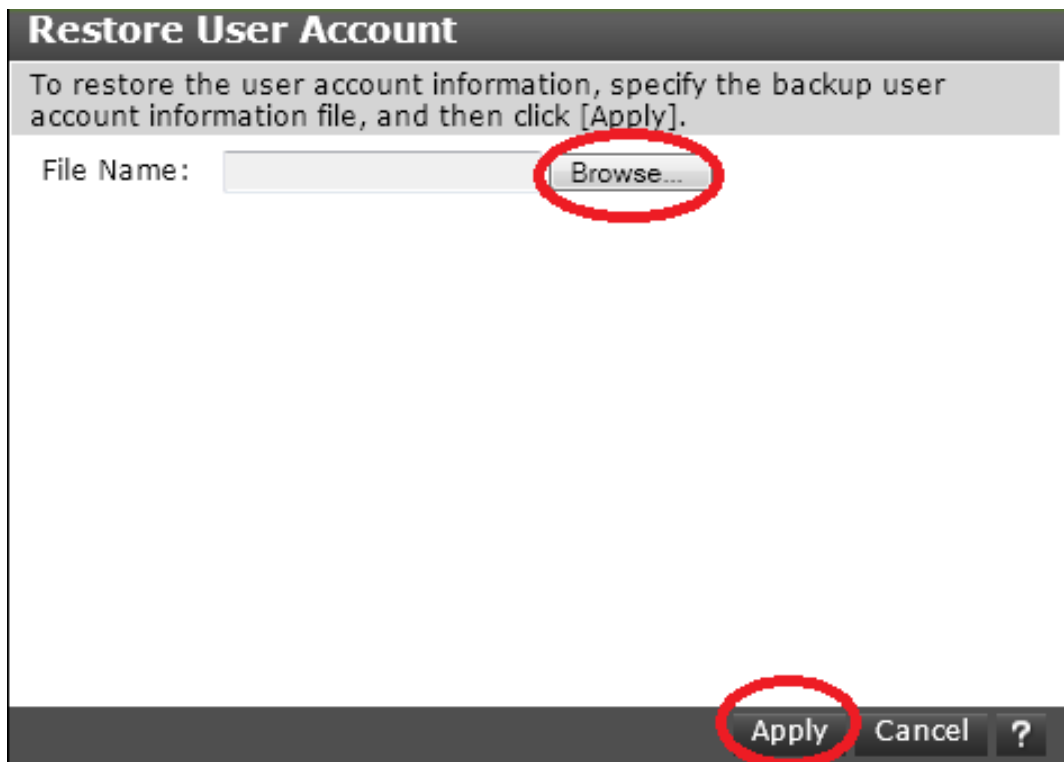 Restore User Account
To restore the user account information, specify the backup user
account information file, and then click [Apply].
File Name: Browse...
Apply Cancel ?